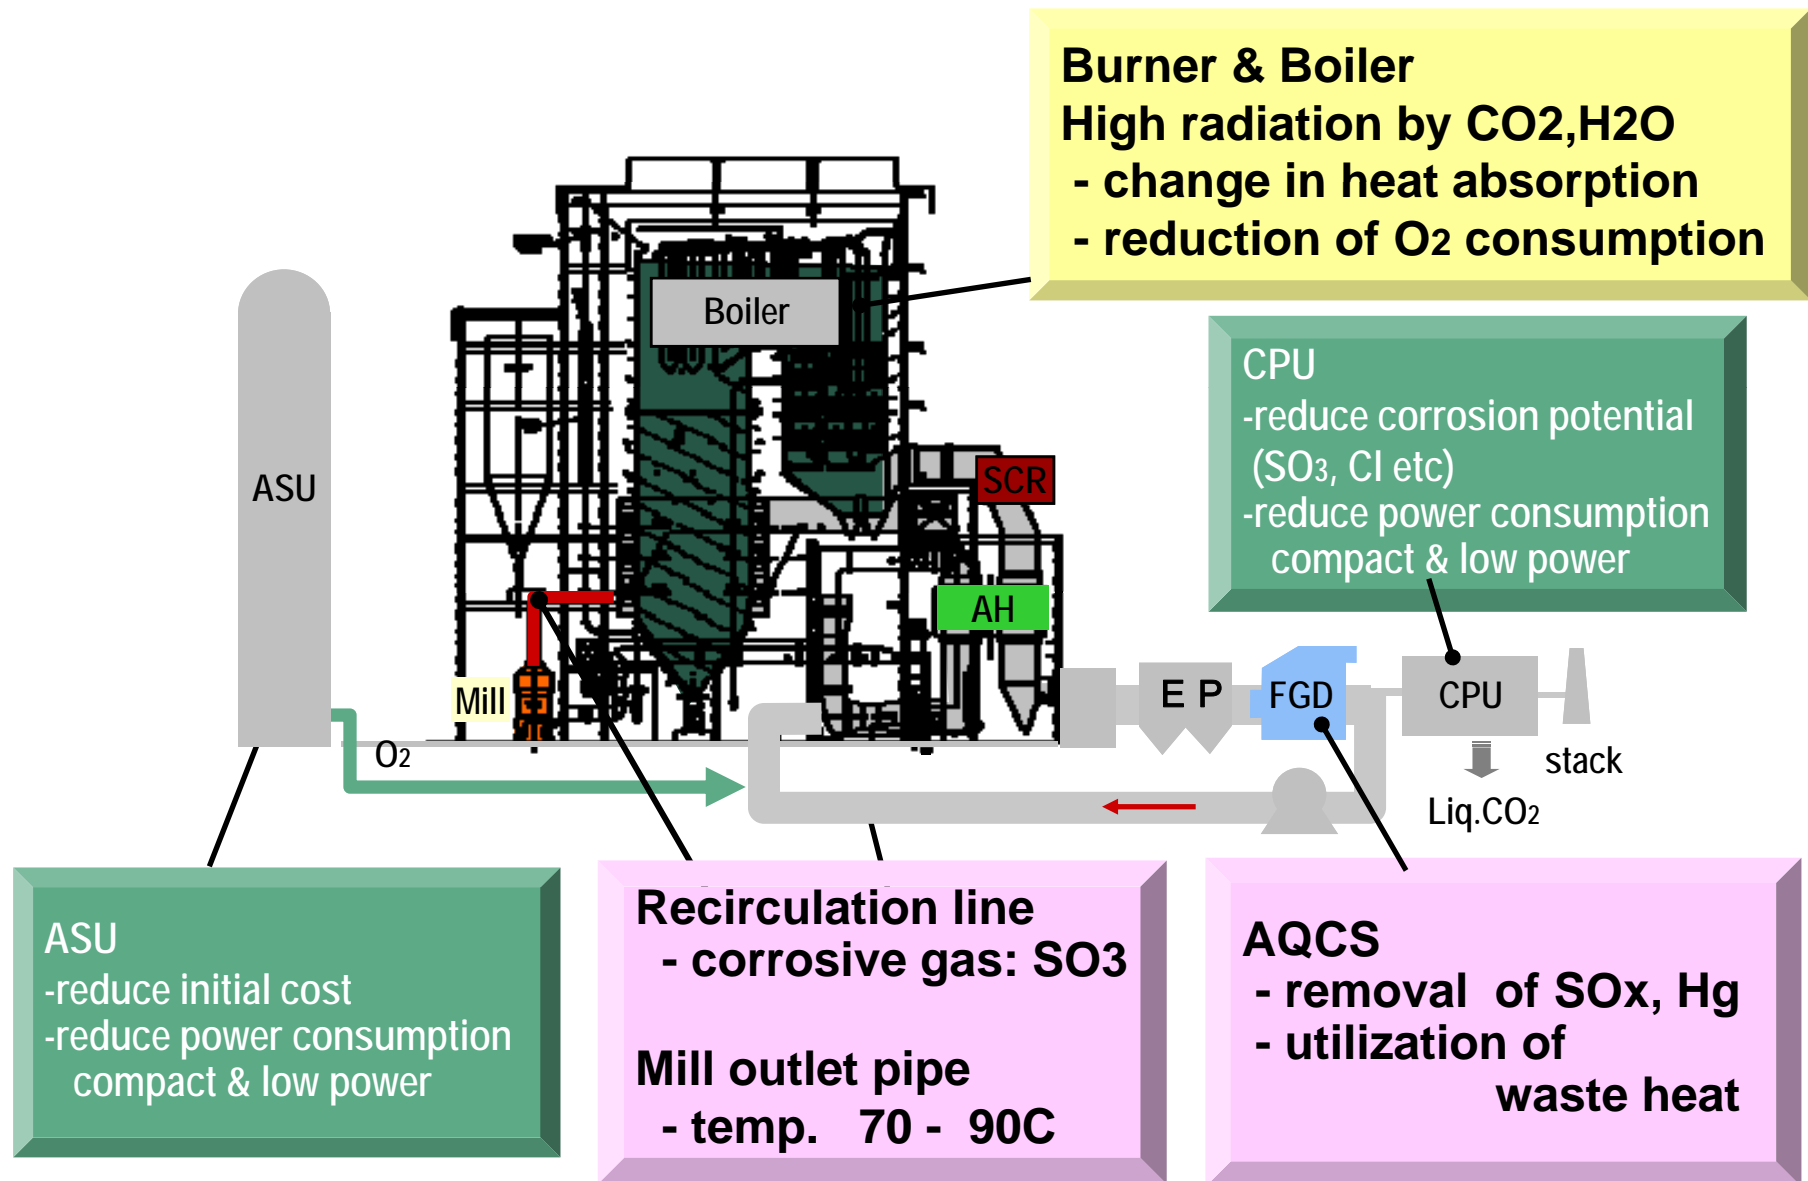 Burner & Boiler
High radiation by CO2,H2O
- change in heat absorption
- reduction of O2 consumption
Boiler
CPU
-reduce corrosion potential
(SO3, Cl etc)
-reduce power consumption
compact & low power
ASU
SCR
AH
Mill
E P
FGD
CPU
O2
stack
Liq.CO2
ASU
-reduce initial cost
-reduce power consumption
compact & low power
Recirculation line
- corrosive gas: SO3
Mill outlet pipe
- temp. 70 - 90C
AQCS
- removal of SOx, Hg
- utilization of
waste heat